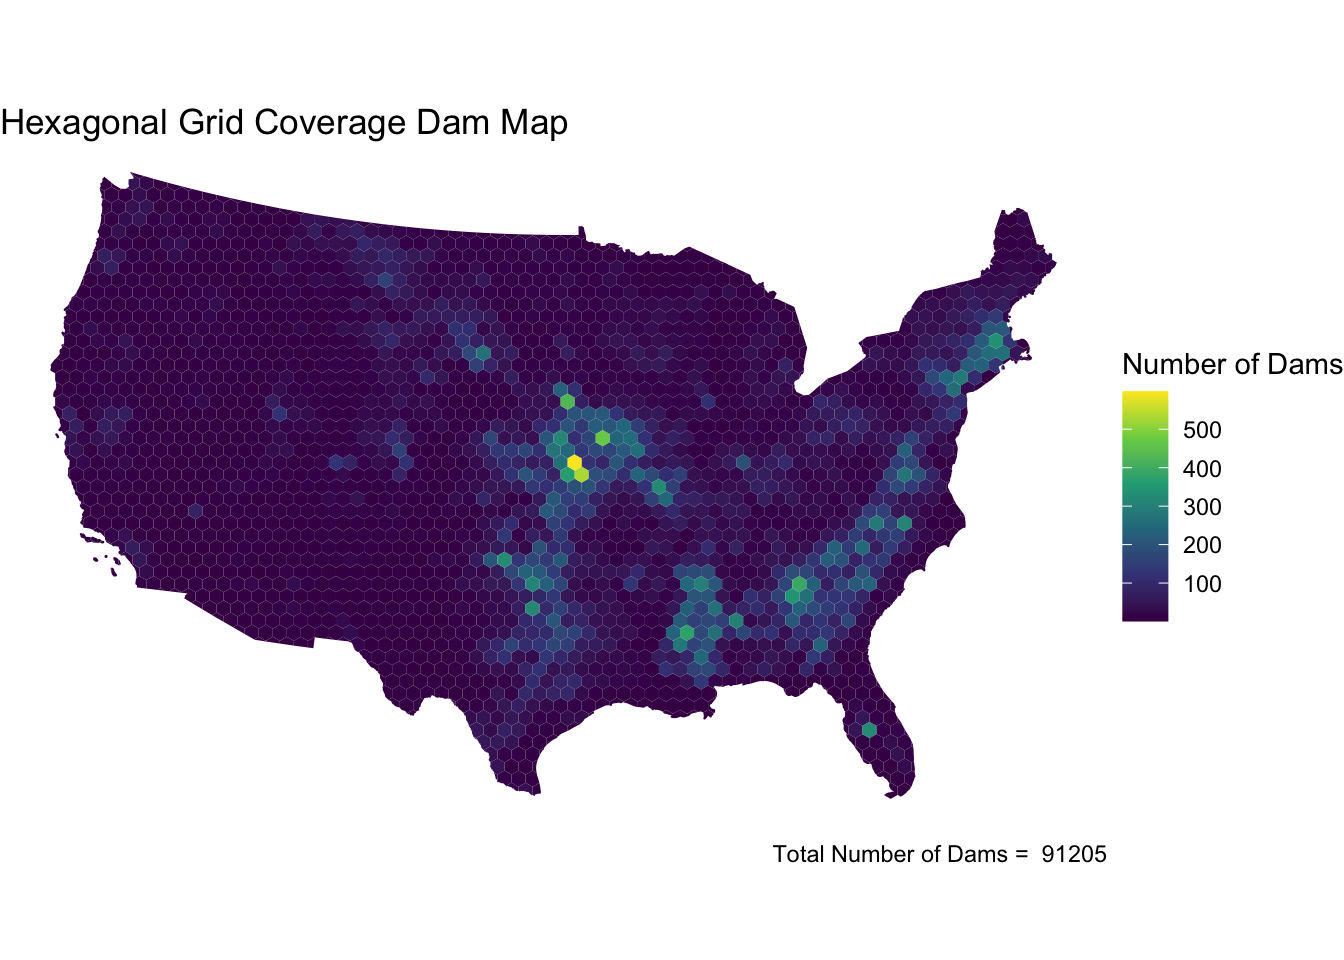 Hexagonal Grid Coverage Dam Map
Number of Dams
500
400
300
200
100
Total Number of Dams =  91205